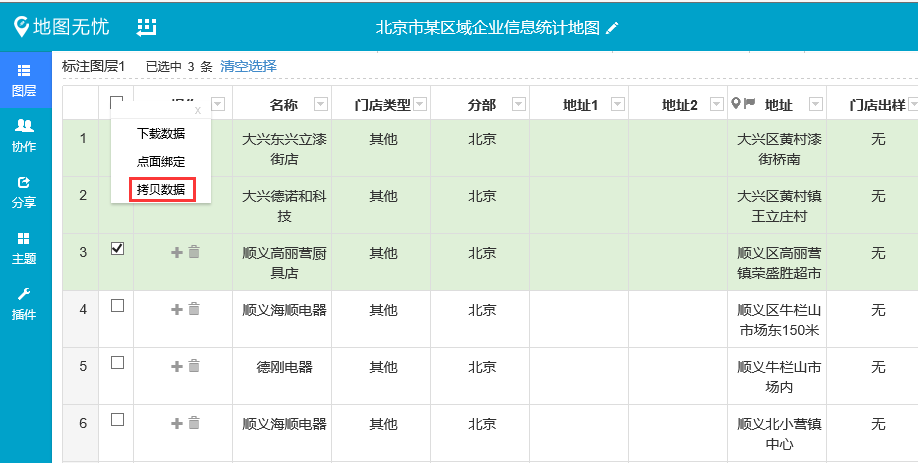 地图无忧
北京市某区域企业信息统计地图
标注图层1 已选中 3 条 清空选择
图层
协作
分享
主题
插件
名称 门店类型 分部 地址1 地址2 地址 门店出样
x
下载数据
点面绑定
拷贝数据
1 大兴东兴立漆 其他 北京 大兴区黄村漆 无
街店 街桥南
2 大兴德诺和科 其他 北京 大兴区黄村镇 无
技 王立庄村
3 顺义高丽营厨 其他 北京 顺义区高丽营 无
具店 镇荣盛胜超市
4 顺义海顺电器 其他 北京 顺义区牛栏山 无
市场东150米
5 德刚电器 其他 北京 顺义牛栏山市 无
场内
6 顺义海顺电器 其他 北京 顺义北小营镇 无
中心